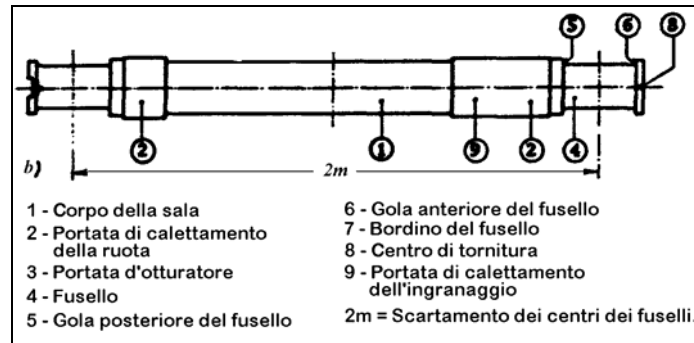 5 6 8
2 1 9 2 4
b) 2m
1 - Corpo della sala
2 - Portata di calettamento
della ruota
3 - Portata d'otturatore
4 - Fusello
5 - Gola posteriore del fusello
6 - Gola anteriore del fusello
7 - Bordino del fusello
8 - Centro di tornitura
9 - Portata di calettamento
dell'ingranaggio
2m = Scartamento dei centri dei fuselli.